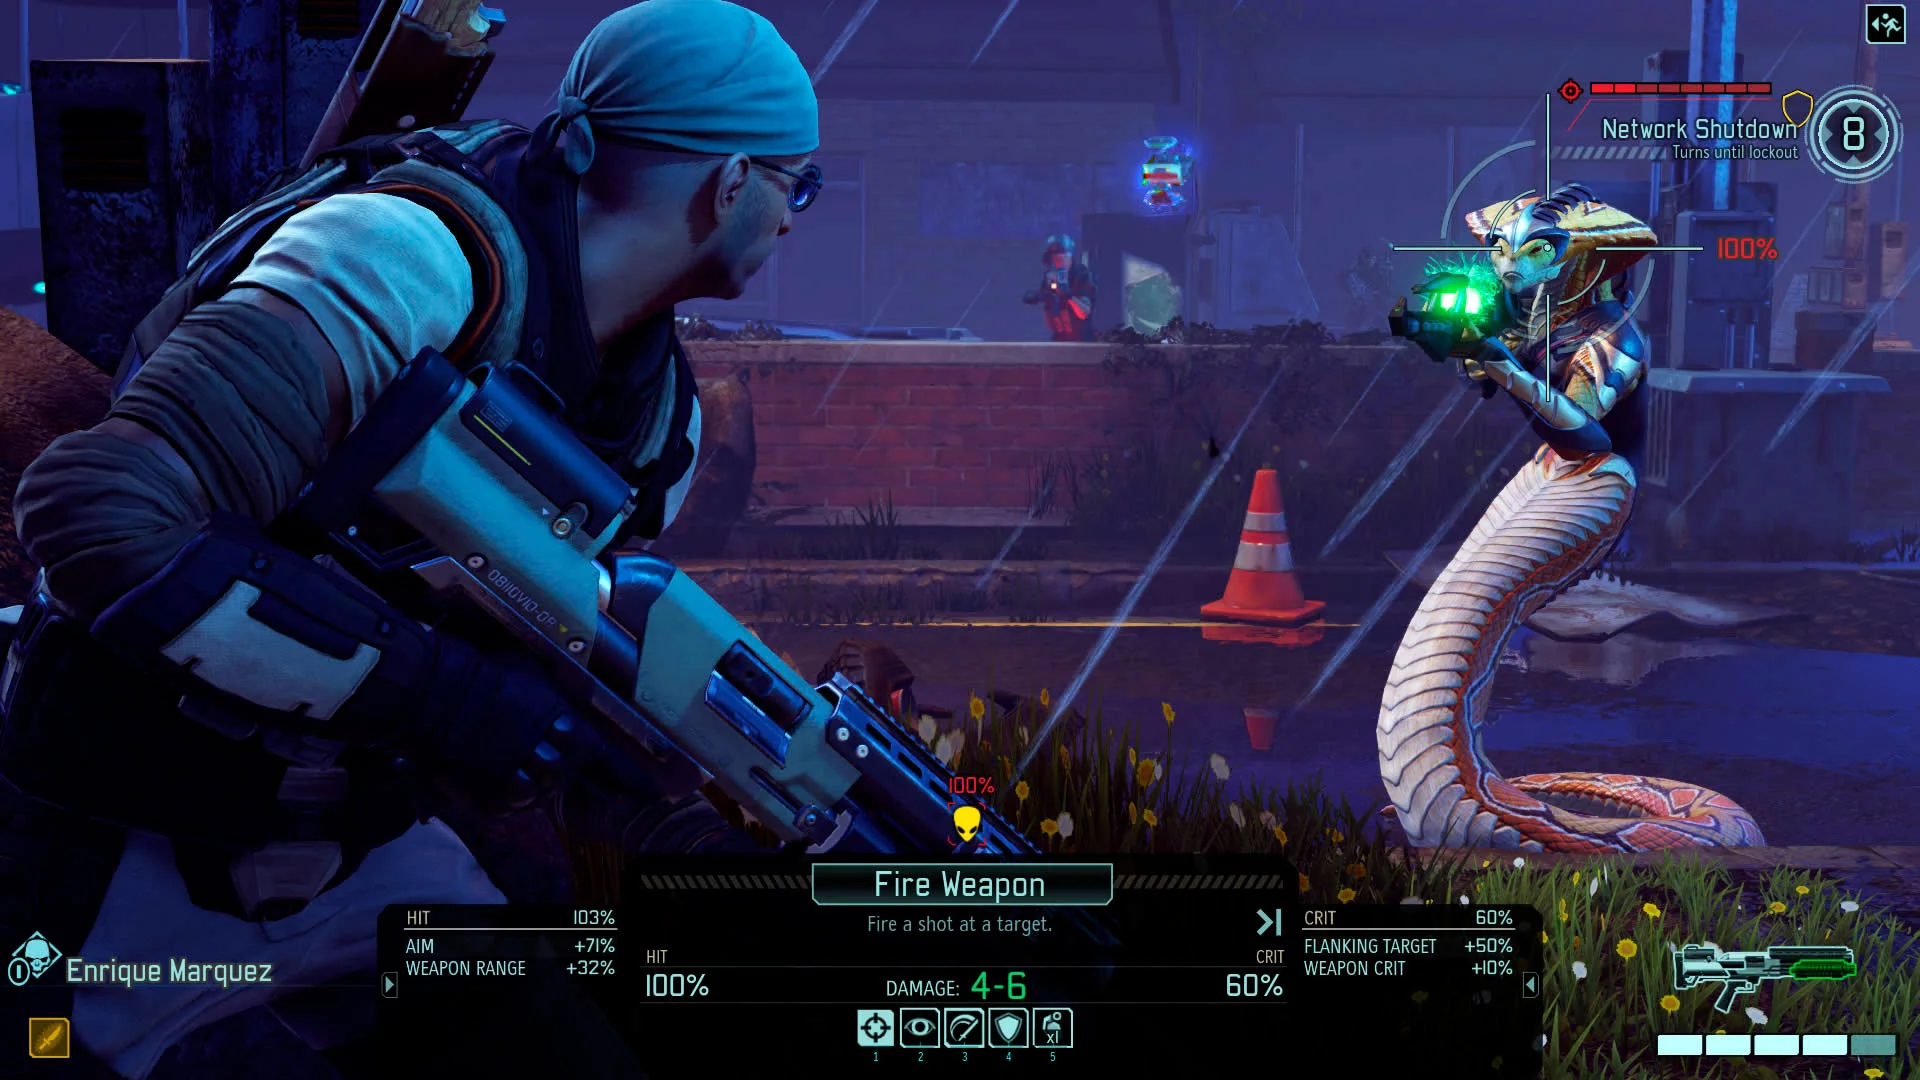 Network Shutdown
Turns until lockout
8
100%
100%
Fire Weapon
Fire a shot at a target.
HIT 103%
AIM +71%
WEAPON RANGE +32%
HIT
100%
DAMAGE: 4-6
CRIT
60%
CRIT 60%
FLANKING TARGET +50%
WEAPON CRIT +10%
Enrique Marquez
x1
1 2 3 4 5